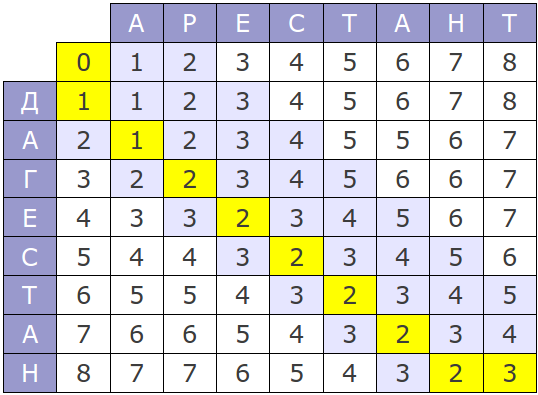 А Р Е С Т А Н Т
0 1 2 3 4 5 6 7 8
Д 1 1 2 3 4 5 6 7 8
А 2 1 2 3 4 5 5 6 7
Г 3 2 2 3 4 5 6 6 7
Е 4 3 3 2 3 4 5 6 7
С 5 4 4 3 2 3 4 5 6
Т 6 5 5 4 3 2 3 4 5
А 7 6 6 5 4 3 2 3 4
Н 8 7 7 6 5 4 3 2 3